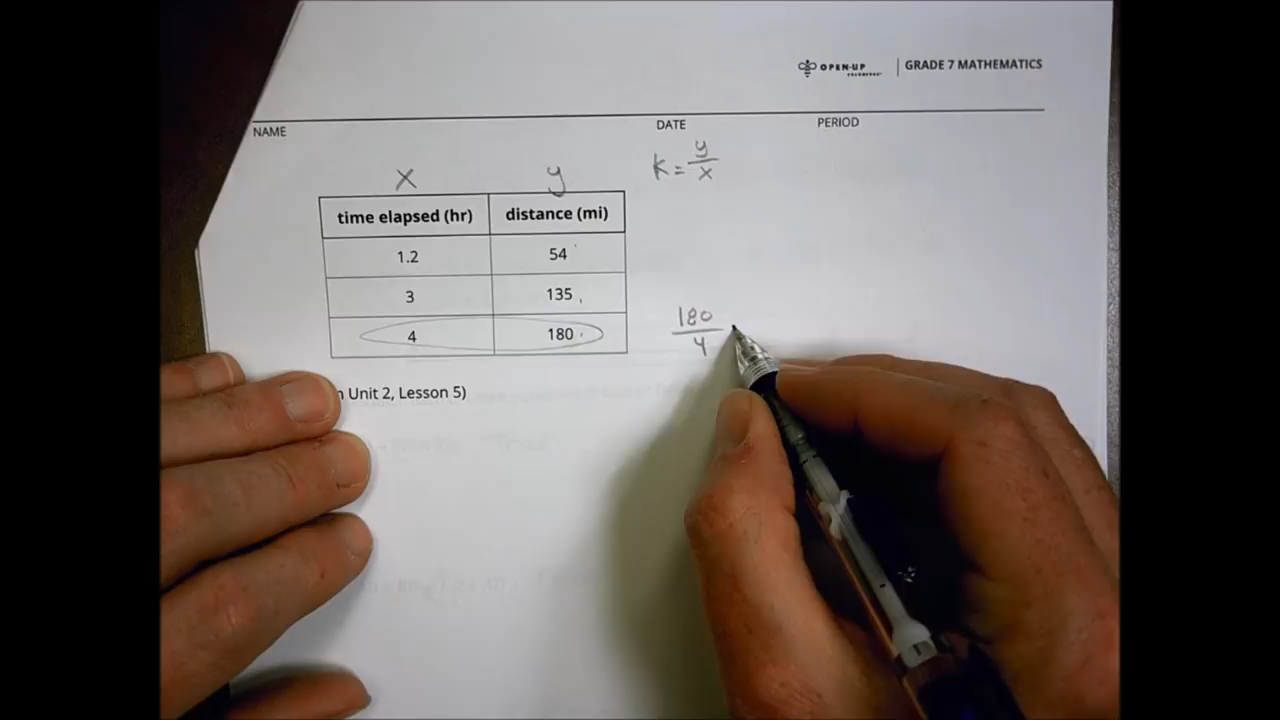 OPEN-UP GRADE 7 MATHEMATICS
NAME DATE PERIOD
x y k = y/x
time elapsed (hr) distance (mi)
1.2 54
3 135
4 180
180/4
Unit 2, Lesson 5)